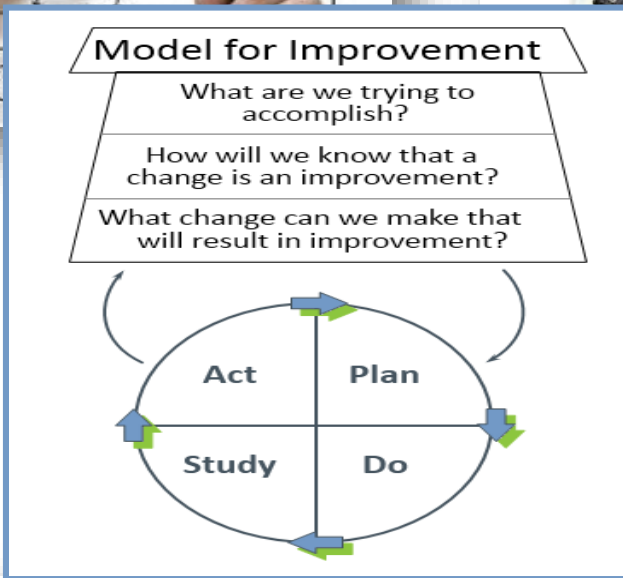 Model for Improvement
What are we trying to
accomplish?
How will we know that a
change is an improvement?
What change can we make that
will result in improvement?
Act
Plan
Study
Do